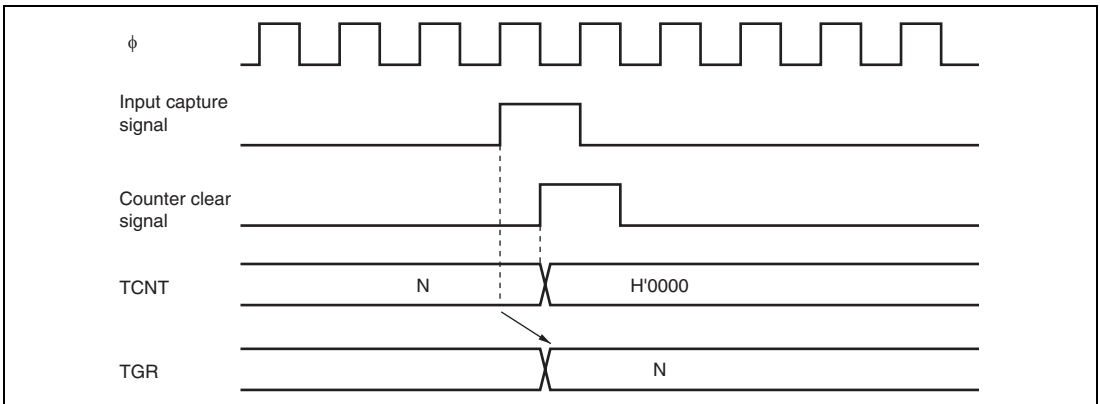 ϕ
Input capture
signal
Counter clear
signal
TCNT
N
H'0000
TGR
N